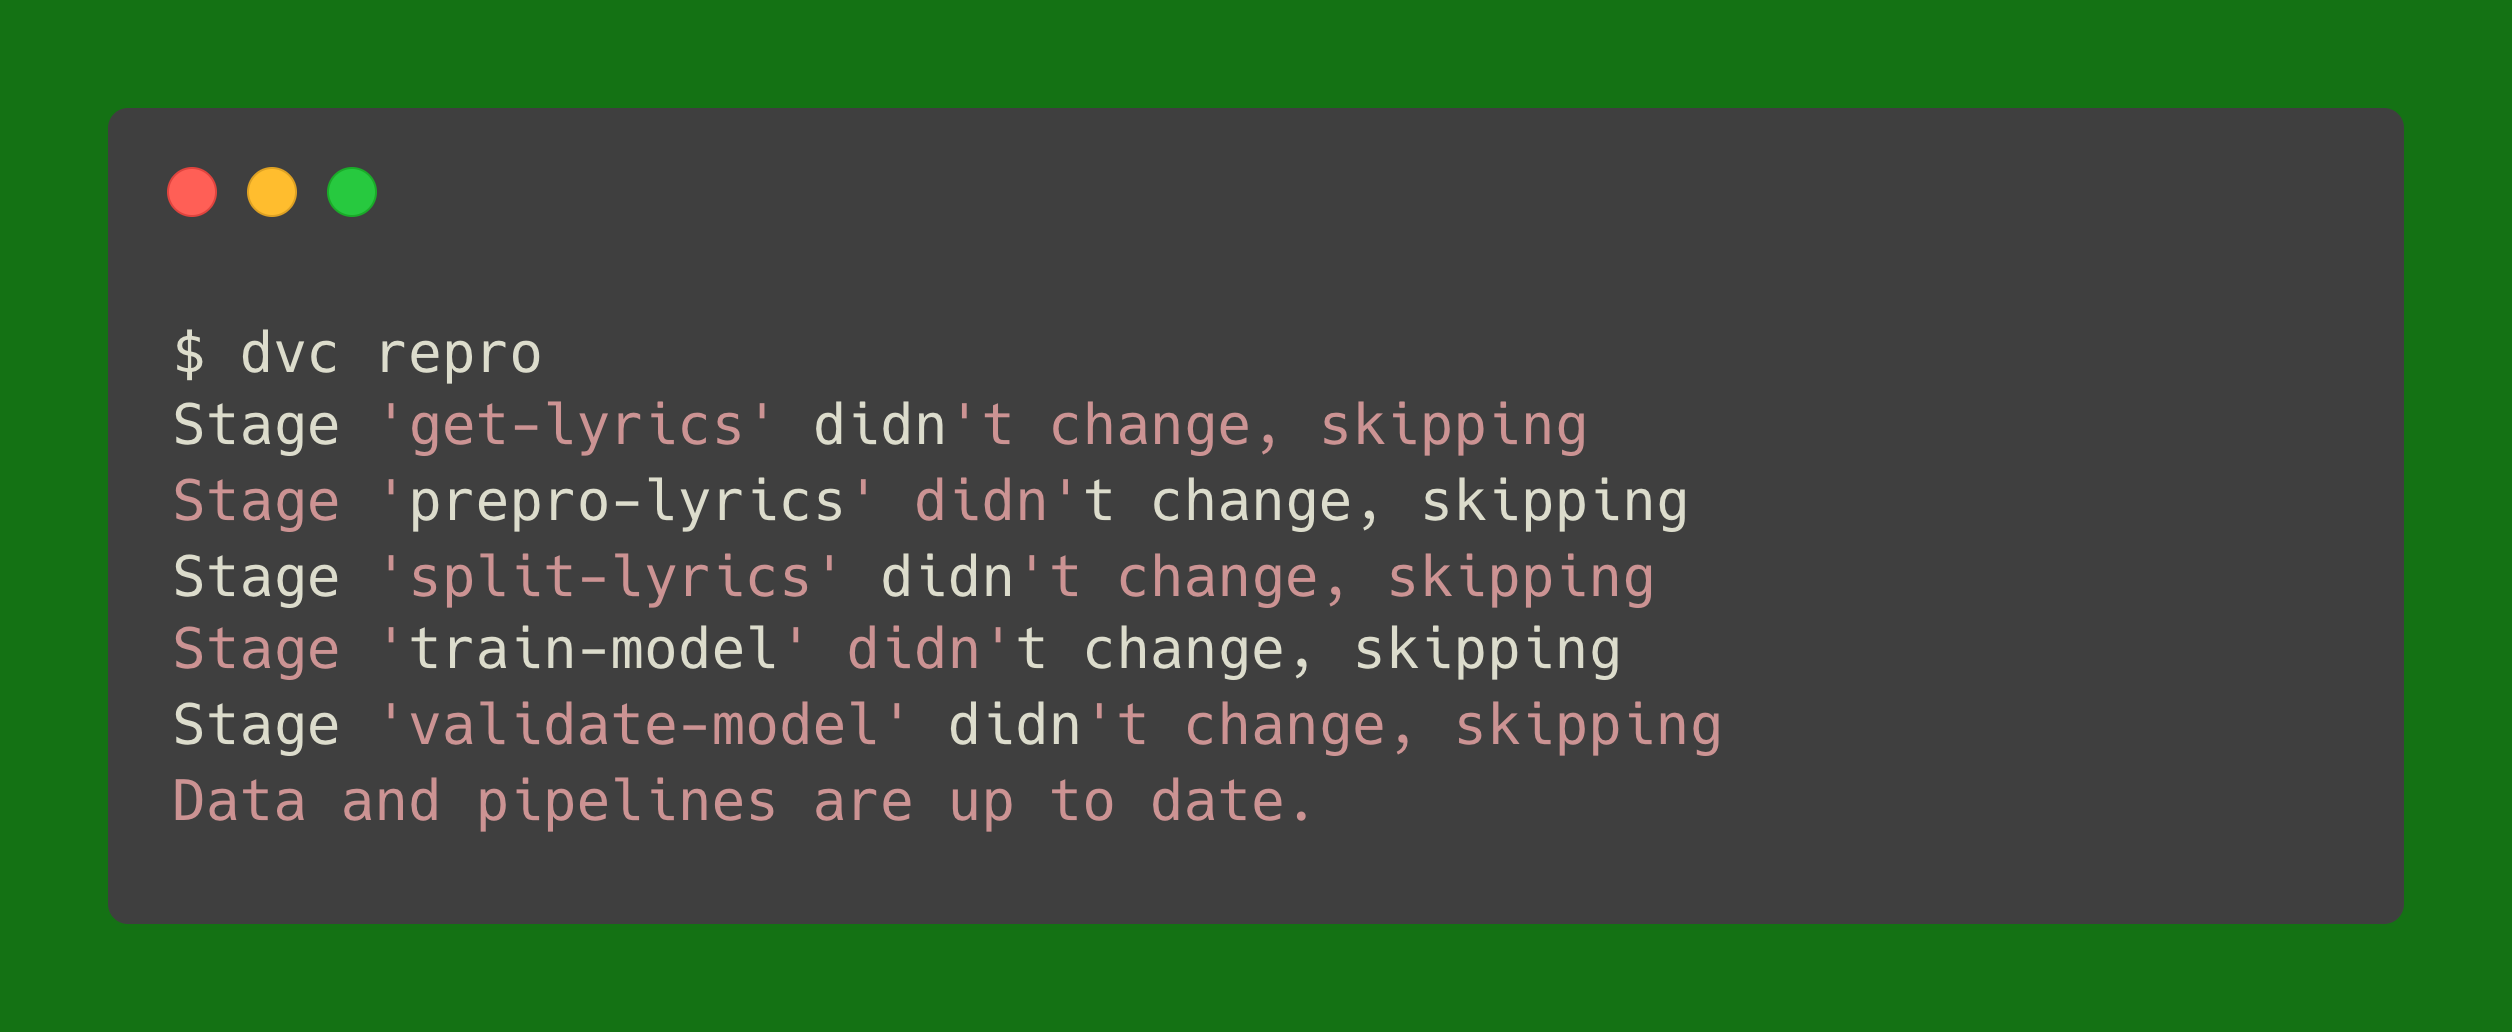 $ dvc repro
Stage 'get-lyrics' didn't change, skipping
Stage 'prepro-lyrics' didn't change, skipping
Stage 'split-lyrics' didn't change, skipping
Stage 'train-model' didn't change, skipping
Stage 'validate-model' didn't change, skipping
Data and pipelines are up to date.